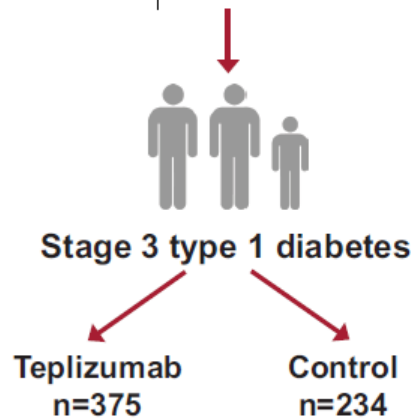 Stage 3 type 1 diabetes
Teplizumab
n=375
Control
n=234